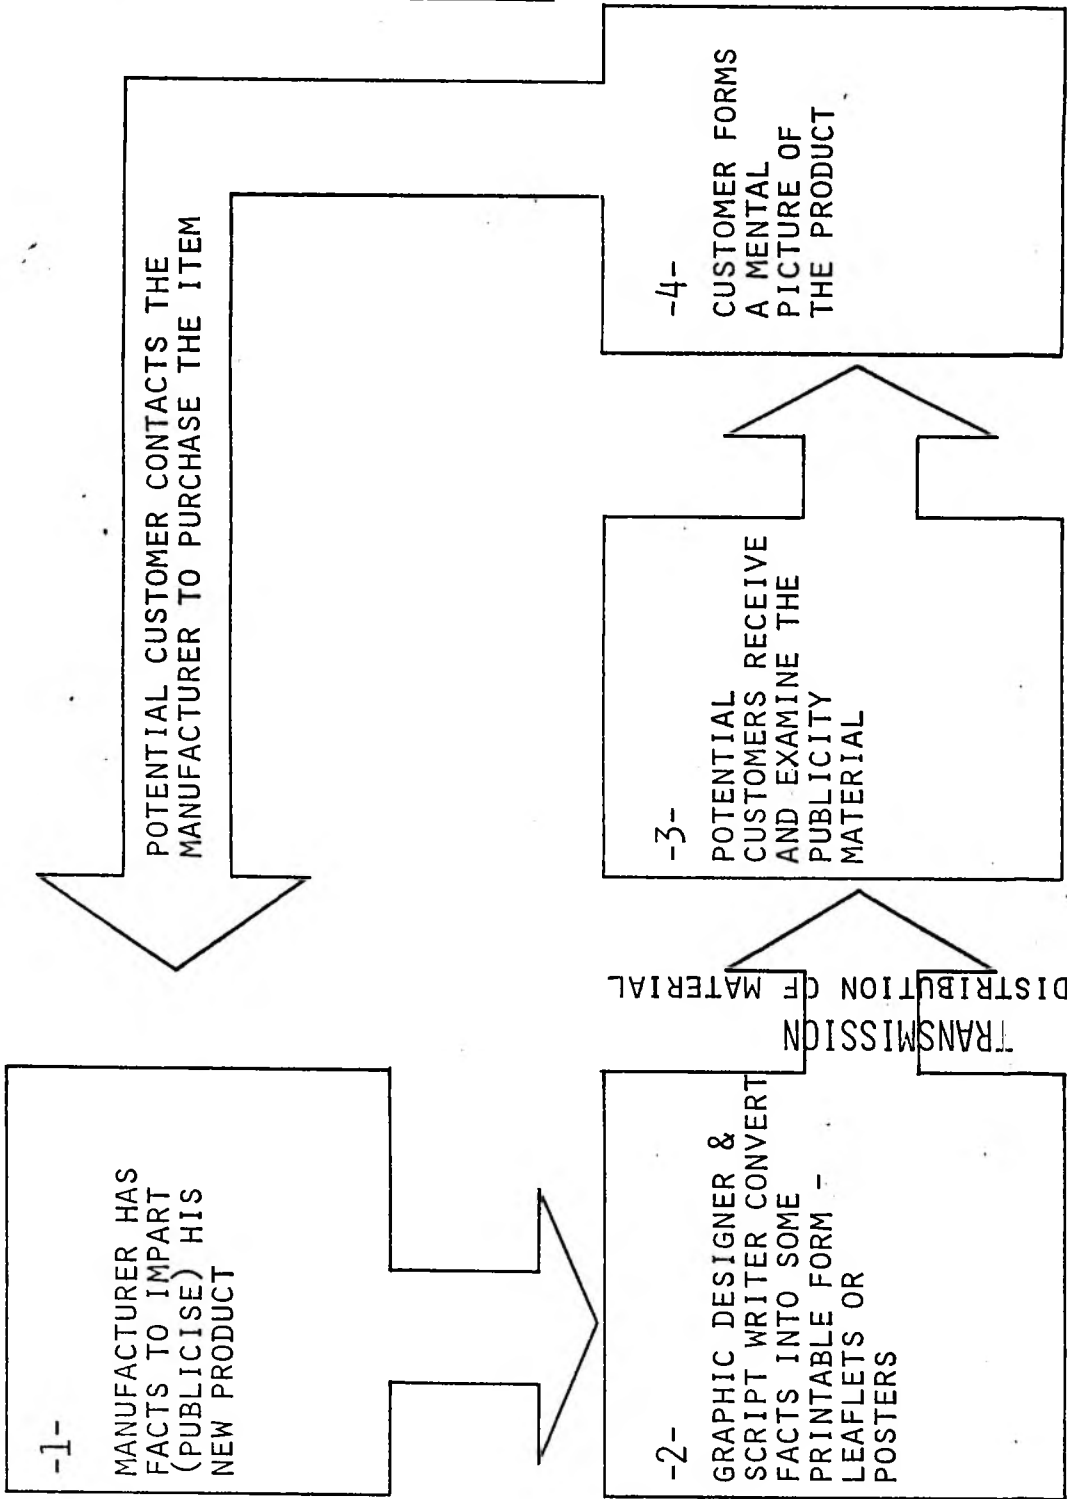 -1-
MANUFACTURER HAS
FACTS TO IMPART
(PUBLICISE) HIS
NEW PRODUCT
-2-
GRAPHIC DESIGNER &
SCRIPT WRITER CONVERT
FACTS INTO SOME
PRINTABLE FORM -
LEAFLETS OR
POSTERS
TRANSMISSION
DISTRIBUTION OF MATERIAL
-3-
POTENTIAL
CUSTOMERS RECEIVE
AND EXAMINE THE
PUBLICITY
MATERIAL
-4-
CUSTOMER FORMS
A MENTAL
PICTURE OF
THE PRODUCT
POTENTIAL CUSTOMER CONTACTS THE
MANUFACTURER TO PURCHASE THE ITEM